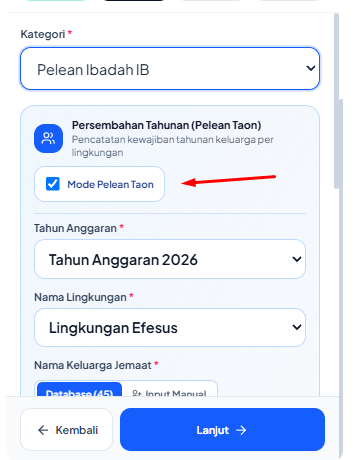 Kategori *
Pelean Ibadah IB
Persembahan Tahunan (Pelean Taon)
Pencatatan kewajiban tahunan keluarga per
lingkungan
Mode Pelean Taon
Tahun Anggaran *
Tahun Anggaran 2026
Nama Lingkungan *
Lingkungan Efesus
Nama Keluarga Jemaat *
Database (45) Input Manual
← Kembali
Lanjut →